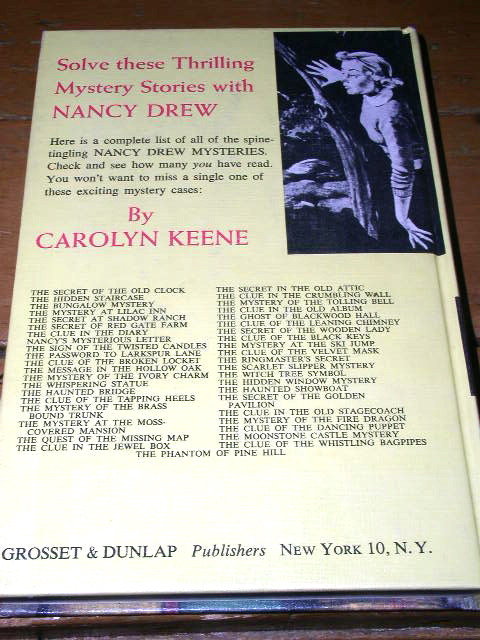 Solve these Thrilling
Mystery Stories with
NANCY DREW
Here is a complete list of all of the spine-
tingling NANCY DREW MYSTERIES.
Check and see how many you have read.
You won't want to miss a single one of
these exciting mystery cases:
By
CAROLYN KEENE
THE SECRET OF THE OLD CLOCK
THE HIDDEN STAIRCASE
THE BUNGALOW MYSTERY
THE MYSTERY AT LILAC INN
THE SECRET AT SHADOW RANCH
THE SECRET OF RED GATE FARM
THE CLUE IN THE DIARY
NANCY'S MYSTERIOUS LETTER
THE SIGN OF THE TWISTED CANDLES
THE PASSWORD TO LARKSPUR LANE
THE CLUE OF THE BROKEN LOCKET
THE MESSAGE IN THE HOLLOW OAK
THE MYSTERY OF THE IVORY CHARM
THE WHISPERING STATUE
THE HAUNTED BRIDGE
THE CLUE OF THE TAPPING HEELS
THE MYSTERY OF THE BRASS
BOUND TRUNK
THE MYSTERY AT THE MOSS-
COVERED MANSION
THE QUEST OF THE MISSING MAP
THE CLUE IN THE JEWEL BOX
THE SECRET IN THE OLD ATTIC
THE CLUE IN THE CRUMBLING WALL
THE MYSTERY OF THE TOLLING BELL
THE CLUE IN THE OLD ALBUM
THE GHOST OF BLACKWOOD HALL
THE CLUE OF THE LEANING CHIMNEY
THE SECRET OF THE WOODEN LADY
THE CLUE OF THE BLACK KEYS
THE MYSTERY AT THE SKI JUMP
THE CLUE OF THE VELVET MASK
THE RINGMASTER'S SECRET
THE SCARLET SLIPPER MYSTERY
THE WITCH TREE SYMBOL
THE HIDDEN WINDOW MYSTERY
THE HAUNTED SHOWBOAT
THE SECRET OF THE GOLDEN
PAVILION
THE CLUE IN THE OLD STAGECOACH
THE MYSTERY OF THE FIRE DRAGON
THE CLUE OF THE DANCING PUPPET
THE MOONSTONE CASTLE MYSTERY
THE CLUE OF THE WHISTLING BAGPIPES
THE PHANTOM OF PINE HILL
GROSSET & DUNLAP Publishers NEW YORK 10, N. Y.